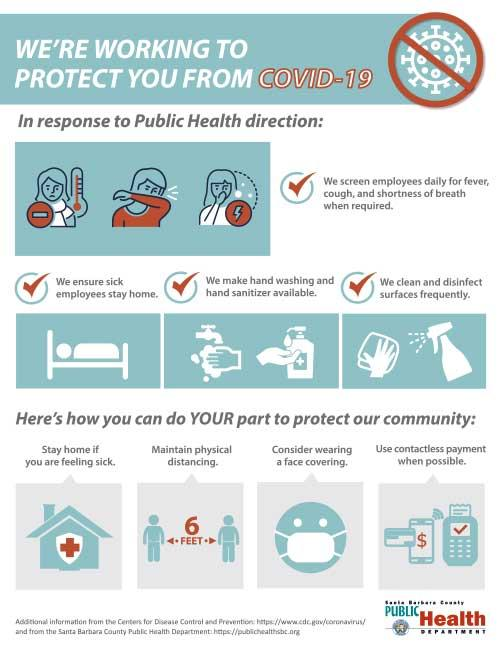 WE'RE WORKING TO
PROTECT YOU FROM COVID-19
In response to Public Health direction:
We screen employees daily for fever,
cough, and shortness of breath
when required.
We ensure sick
employees stay home.
We make hand washing and
hand sanitizer available.
We clean and disinfect
surfaces frequently.
Here's how you can do YOUR part to protect our community:
Stay home if
you are feeling sick.
Maintain physical
distancing.
Consider wearing
a face covering.
Use contactless payment
when possible.
6
FEET
$
Additional information from the Centers for Disease Control and Prevention: https://www.cdc.gov/coronavirus/
and from the Santa Barbara County Public Health Department: https://publichealthsbc.org
Santa Barbara County
PUBLIC Health
DEPARTMENT